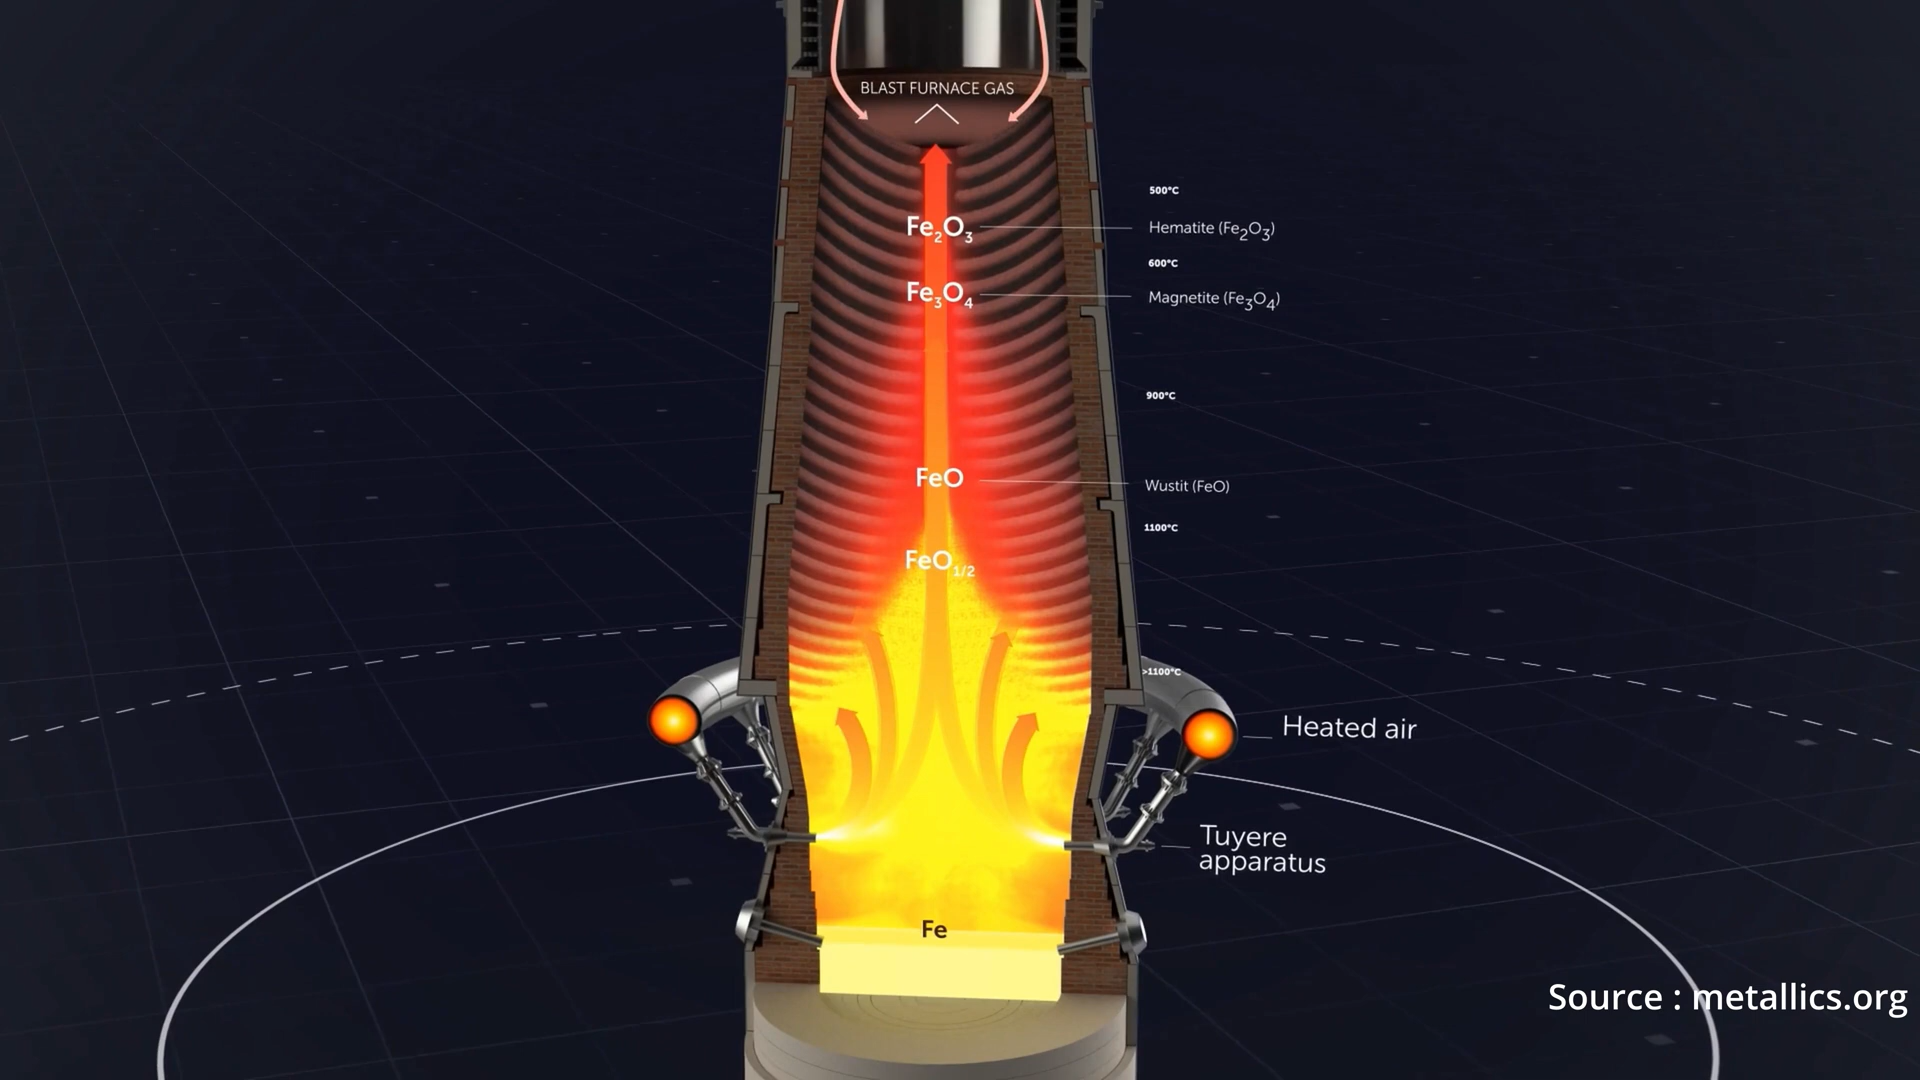 BLAST FURNACE GAS
500°C
Fe₂O₃
Hematite (Fe₂O₃)
600°C
Fe₃O₄
Magnetite (Fe₃O₄)
900°C
FeO
Wustit (FeO)
1100°C
FeO₁/₂
>1100°C
Heated air
Tuyere
apparatus
Fe
Source : metallics.org